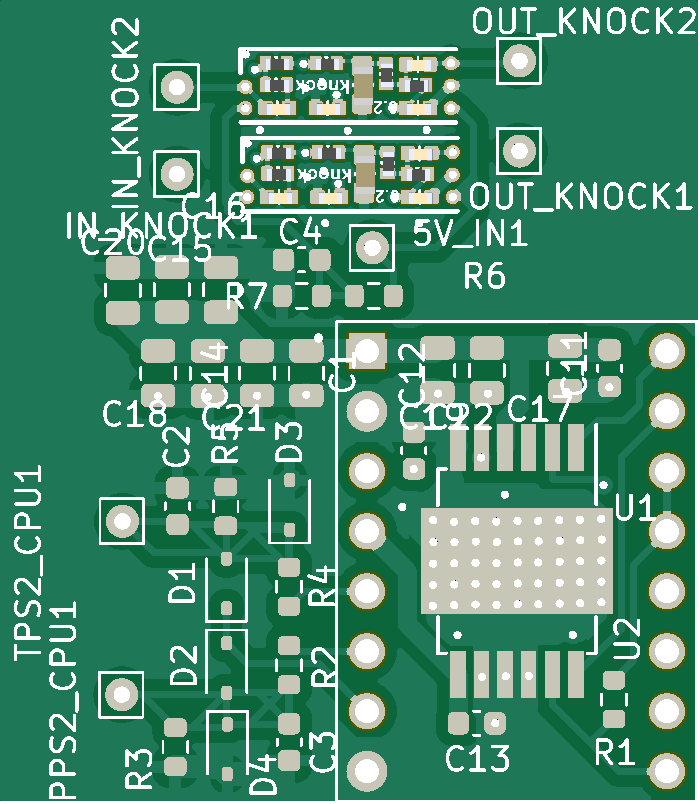 OUT_KNOCK2
IN_KNOCK2
knock
0.2
knock
0.2
OUT_KNOCK1
C16
IN_KNOCK1
5V_IN1
C4
C20
C15
R6
R7
C1
C14
C12
C11
C18
C21
C19
C22
C17
C2
R5
D3
U1
TPS2_CPU1
D1
R4
PPS2_CPU1
D2
R2
U2
R3
D4
C3
C13
R1